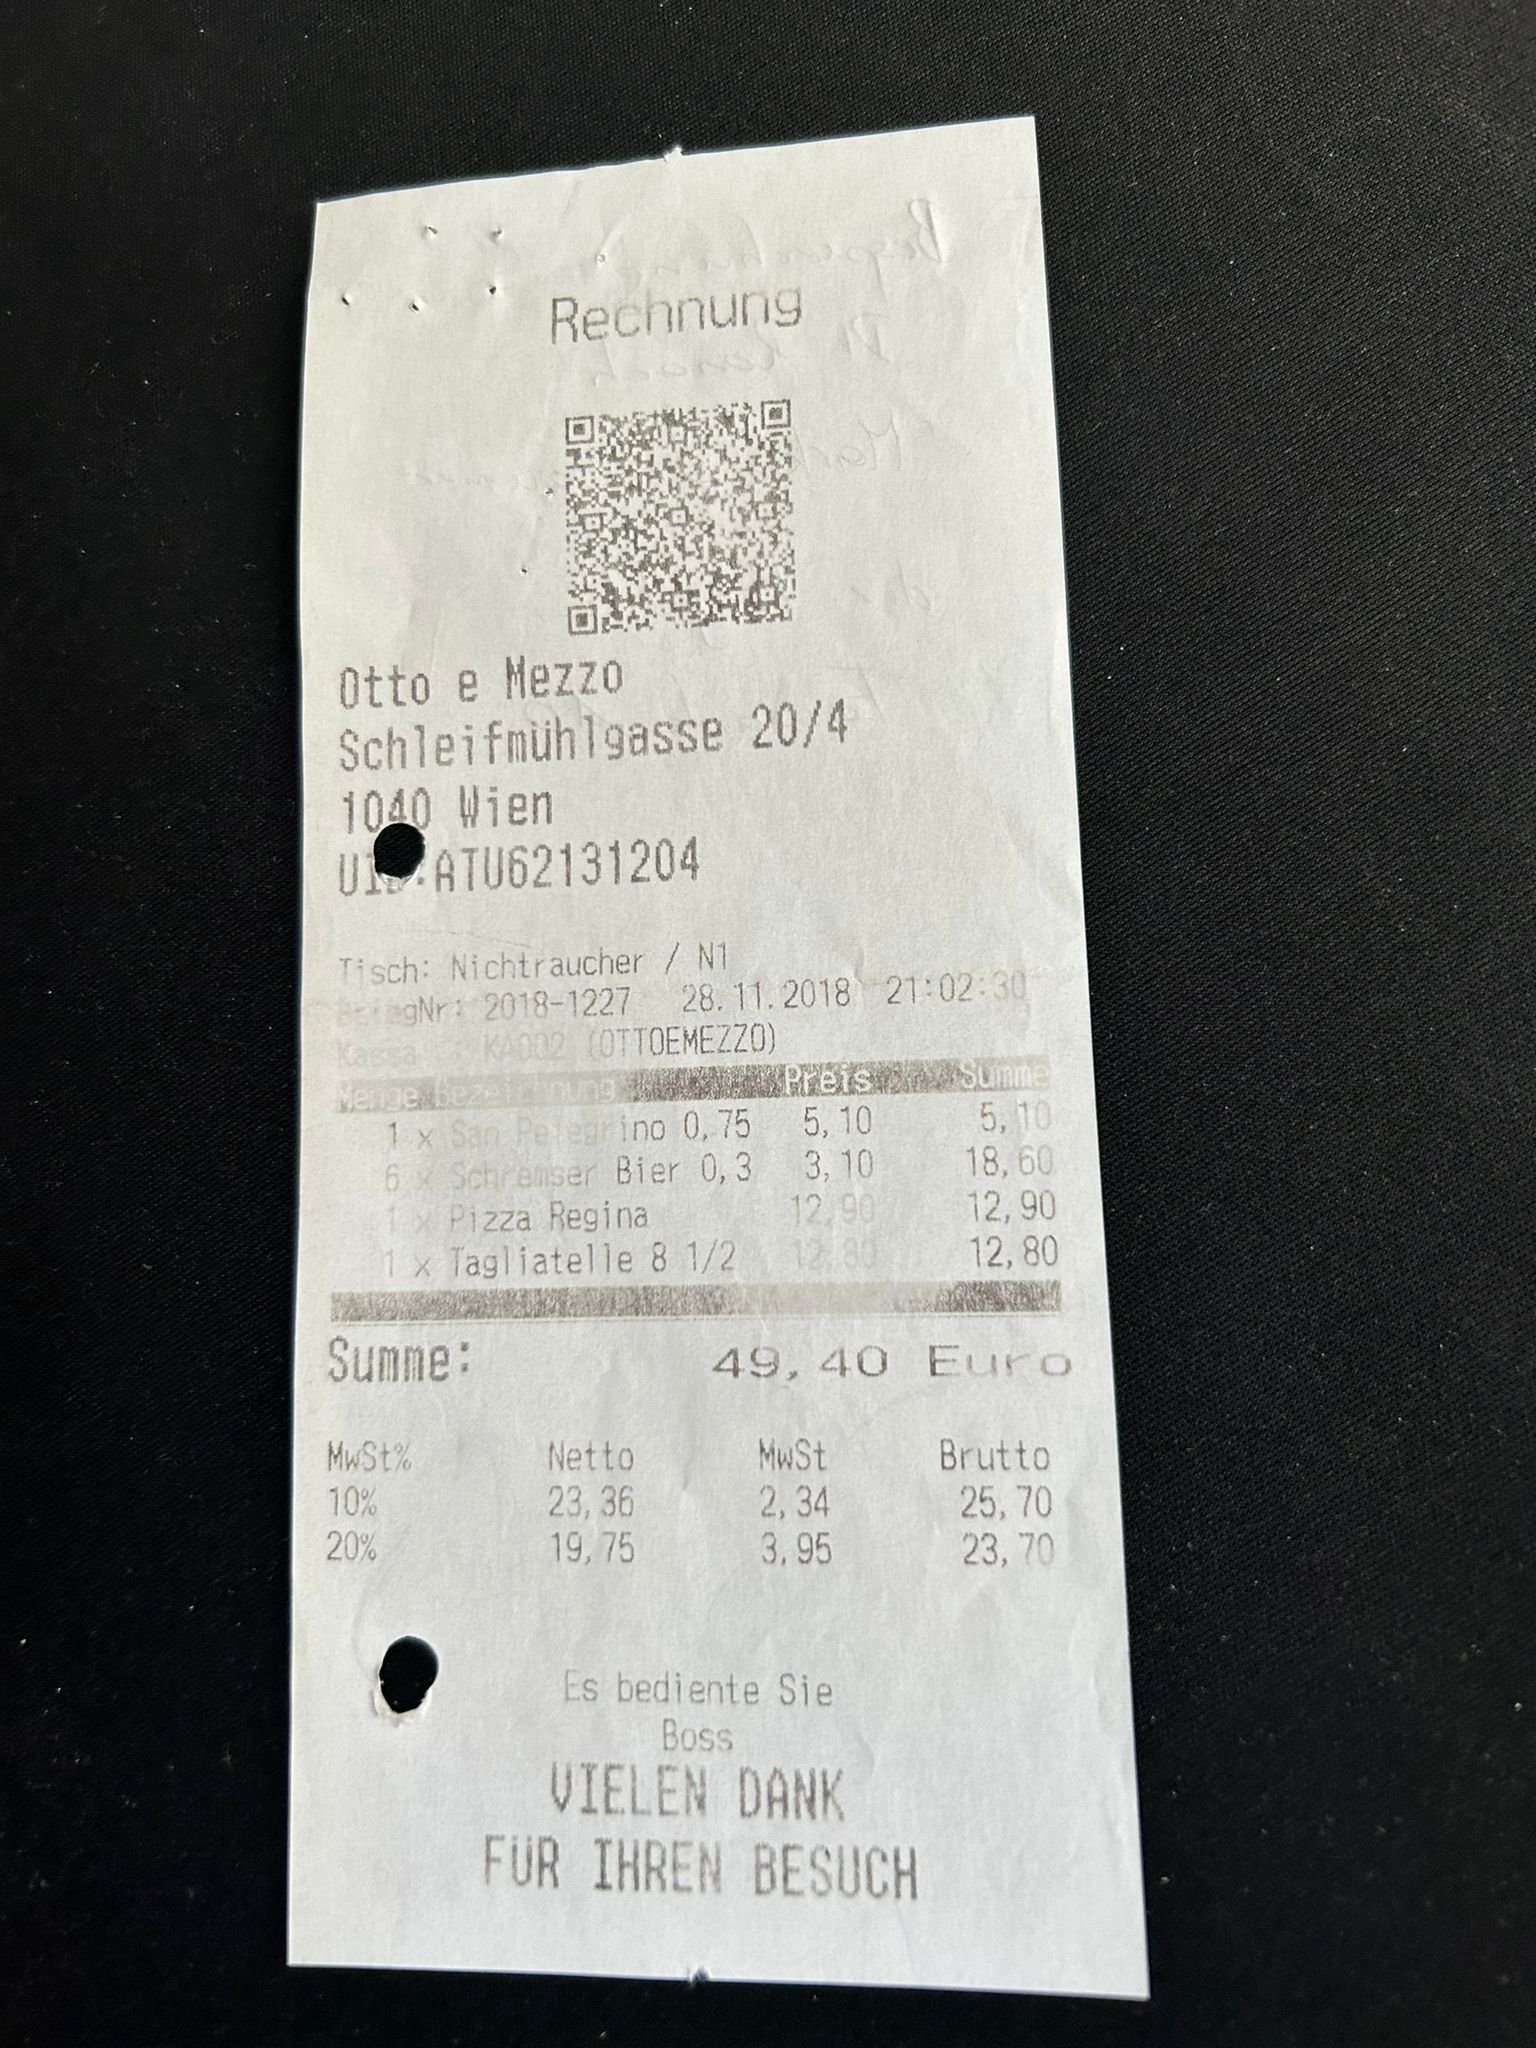 Rechnung
Otto e Mezzo
Schleifmühlgasse 20/4
1040 Wien
UID:ATU62131204
Tisch: Nichtraucher / N1
BelegNr: 2018-1227 28.11.2018 21:02:30
Kassa : KA002 (OTTOEMEZZO)
Menge Bezeichnung Preis Summe
1 x San Pelegrino 0,75 5,10 5,10
6 x Schremser Bier 0,3 3,10 18,60
1 x Pizza Regina 12,90 12,90
1 x Tagliatelle 8 1/2 12,80 12,80
Summe: 49,40 Euro
MwSt% Netto MwSt Brutto
10% 23,36 2,34 25,70
20% 19,75 3,95 23,70
Es bediente Sie
Boss
VIELEN DANK
FÜR IHREN BESUCH